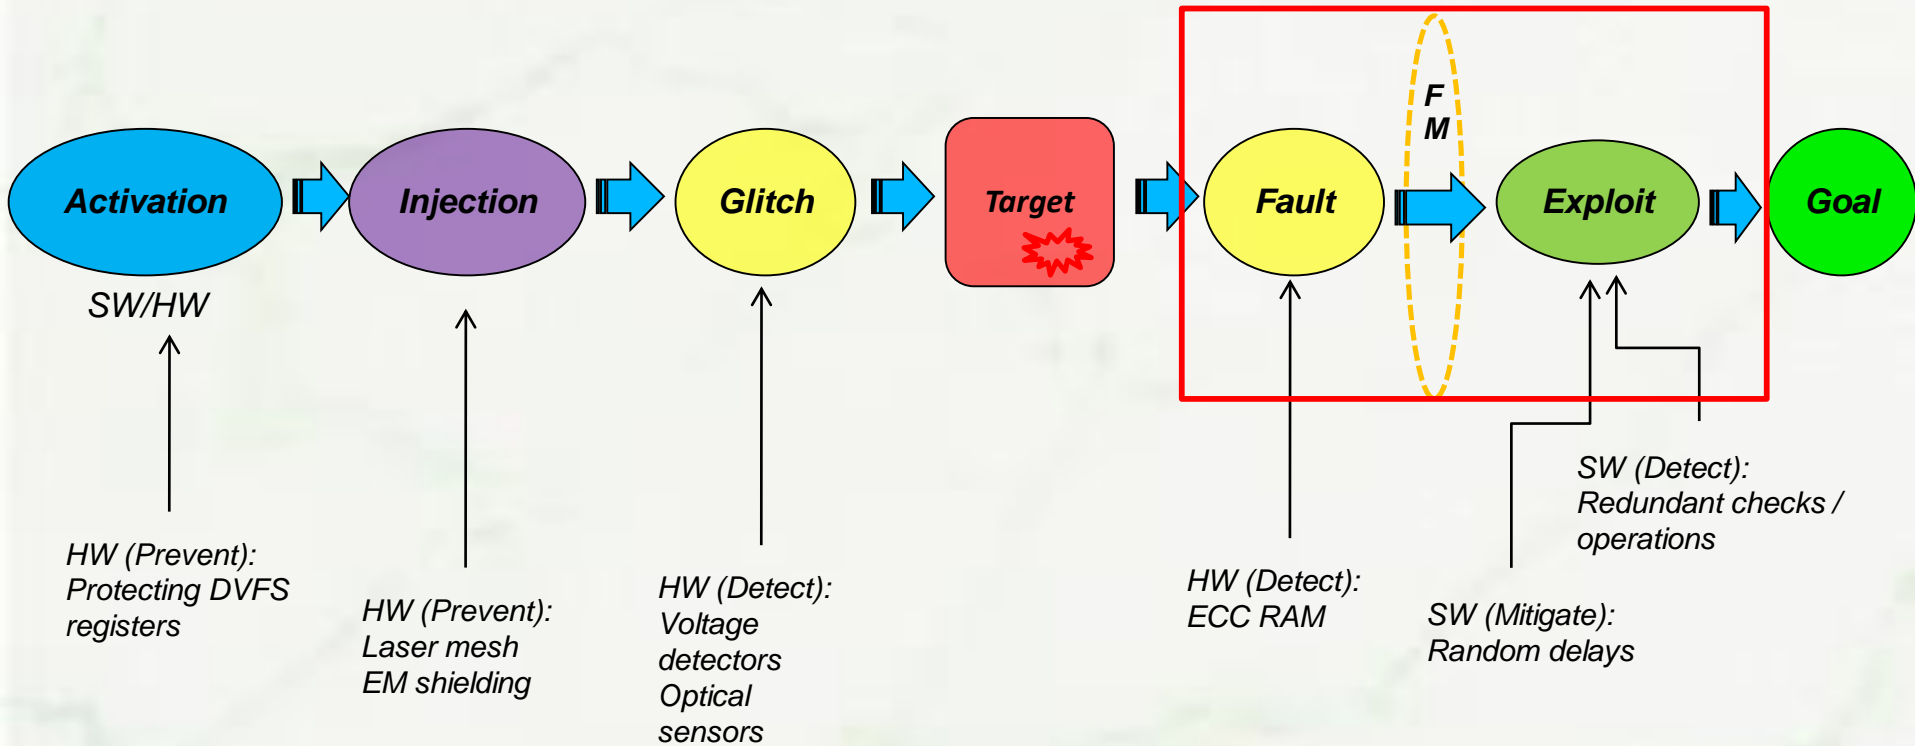 Activation
Injection
Glitch
Target
Fault
F
M
Exploit
Goal
SW/HW
HW (Prevent):
Protecting DVFS
registers
HW (Prevent):
Laser mesh
EM shielding
HW (Detect):
Voltage
detectors
Optical
sensors
HW (Detect):
ECC RAM
SW (Mitigate):
Random delays
SW (Detect):
Redundant checks /
operations